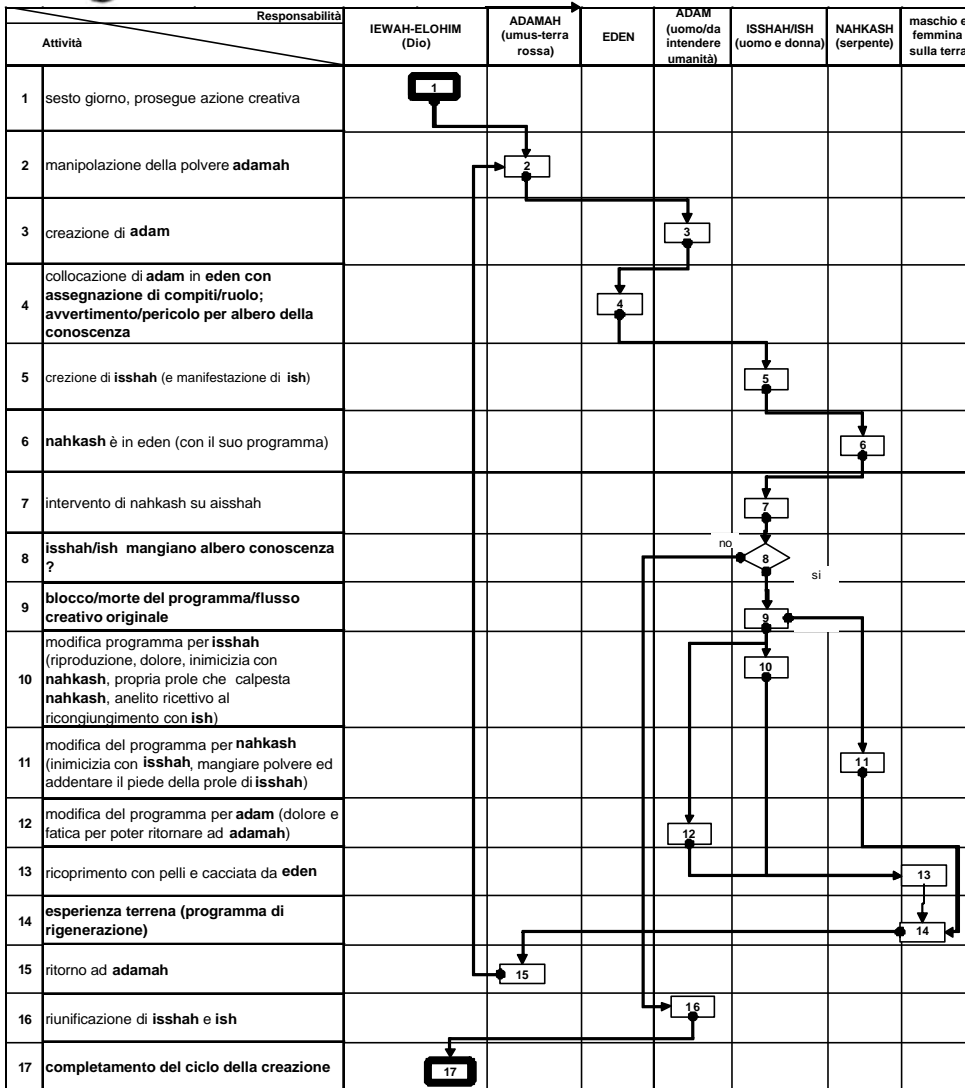 Responsabilità
Attività
IEWAH-ELOHIM
(Dio)
ADAMAH
(umus-terra
rossa)
EDEN
ADAM
(uomo/da
intendere
umanità)
ISSHAH/ISH
(uomo e donna)
NAHKASH
(serpente)
maschio e
femmina
sulla terra
1 sesto giorno, prosegue azione creativa
1
2 manipolazione della polvere adamah
2
3 creazione di adam
3
4 collocazione di adam in eden con
assegnazione di compiti/ruolo;
avvertimento/pericolo per albero della
conoscenza
4
5 crezione di isshah (e manifestazione di ish)
5
6 nahkash è in eden (con il suo programma)
6
7 intervento di nahkash su aisshah
7
8 isshah/ish mangiano albero conoscenza
?
no
8
si
9 blocco/morte del programma/flusso
creativo originale
9
10 modifica programma per isshah
(riproduzione, dolore, inimicizia con
nahkash, propria prole che calpesta
nahkash, anelito ricettivo al
ricongiungimento con ish)
10
11 modifica del programma per nahkash
(inimicizia con isshah, mangiare polvere ed
addentare il piede della prole di isshah)
11
12 modifica del programma per adam (dolore e
fatica per poter ritornare ad adamah)
12
13 ricoprimento con pelli e cacciata da eden
13
14 esperienza terrena (programma di
rigenerazione)
14
15 ritorno ad adamah
15
16 riunificazione di isshah e ish
16
17 completamento del ciclo della creazione
17